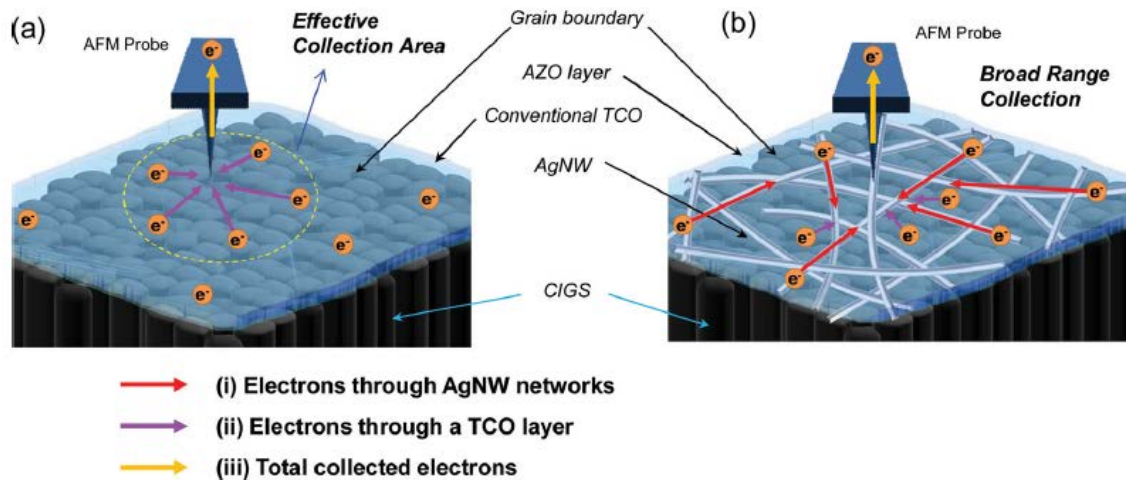 (a)
AFM Probe
e-
Effective
Collection Area
Grain boundary
AZO layer
Conventional TCO
AgNW
CIGS
e-
e-
e-
e-
e-
e-
e-
e-
e-
(b)
AFM Probe
e-
Broad Range
Collection
e-
e-
e-
e-
e-
e-
e-
e-
e-
(i) Electrons through AgNW networks
(ii) Electrons through a TCO layer
(iii) Total collected electrons